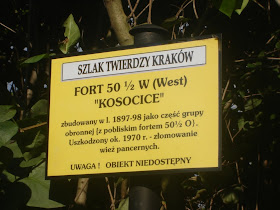 SZLAK TWIERDZY KRAKÓW
FORT 50 ½ W (West)
"KOSOCICE"
zbudowany w l. 1897-98 jako część grupy
obronnej {z pobliskim fortem 50½ O}.
Uszkodzony ok. 1970 r. - złomowanie
wież pancernych.
UWAGA ! OBIEKT NIEDOSTĘPNY